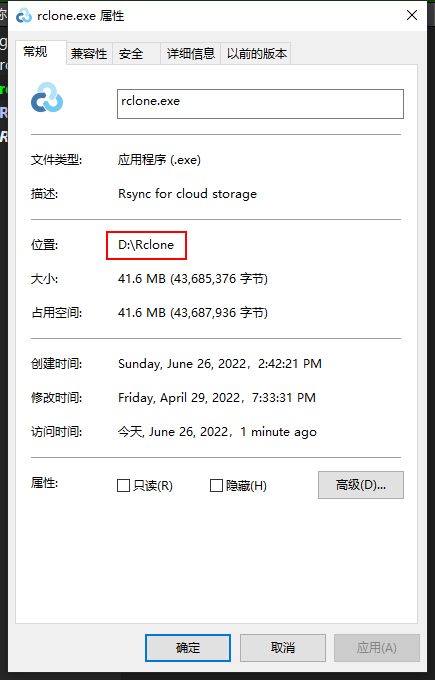 rclone.exe 属性
常规 兼容性 安全 详细信息 以前的版本
rclone.exe
文件类型: 应用程序 (.exe)
描述: Rsync for cloud storage
位置: D:\Rclone
大小: 41.6 MB (43,685,376 字节)
占用空间: 41.6 MB (43,687,936 字节)
创建时间: Sunday, June 26, 2022，2:42:21 PM
修改时间: Friday, April 29, 2022，7:33:31 PM
访问时间: 今天, June 26, 2022，1 minute ago
属性: 只读(R) 隐藏(H) 高级(D)...
确定 取消 应用(A)